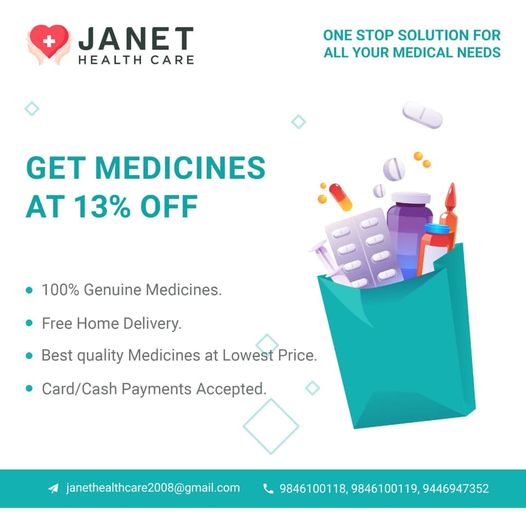 JANET
HEALTH CARE
ONE STOP SOLUTION FOR
ALL YOUR MEDICAL NEEDS
GET MEDICINES
AT 13% OFF
100% Genuine Medicines.
Free Home Delivery.
Best quality Medicines at Lowest Price.
Card/Cash Payments Accepted.
janethealthcare2008@gmail.com
9846100118, 9846100119, 9446947352